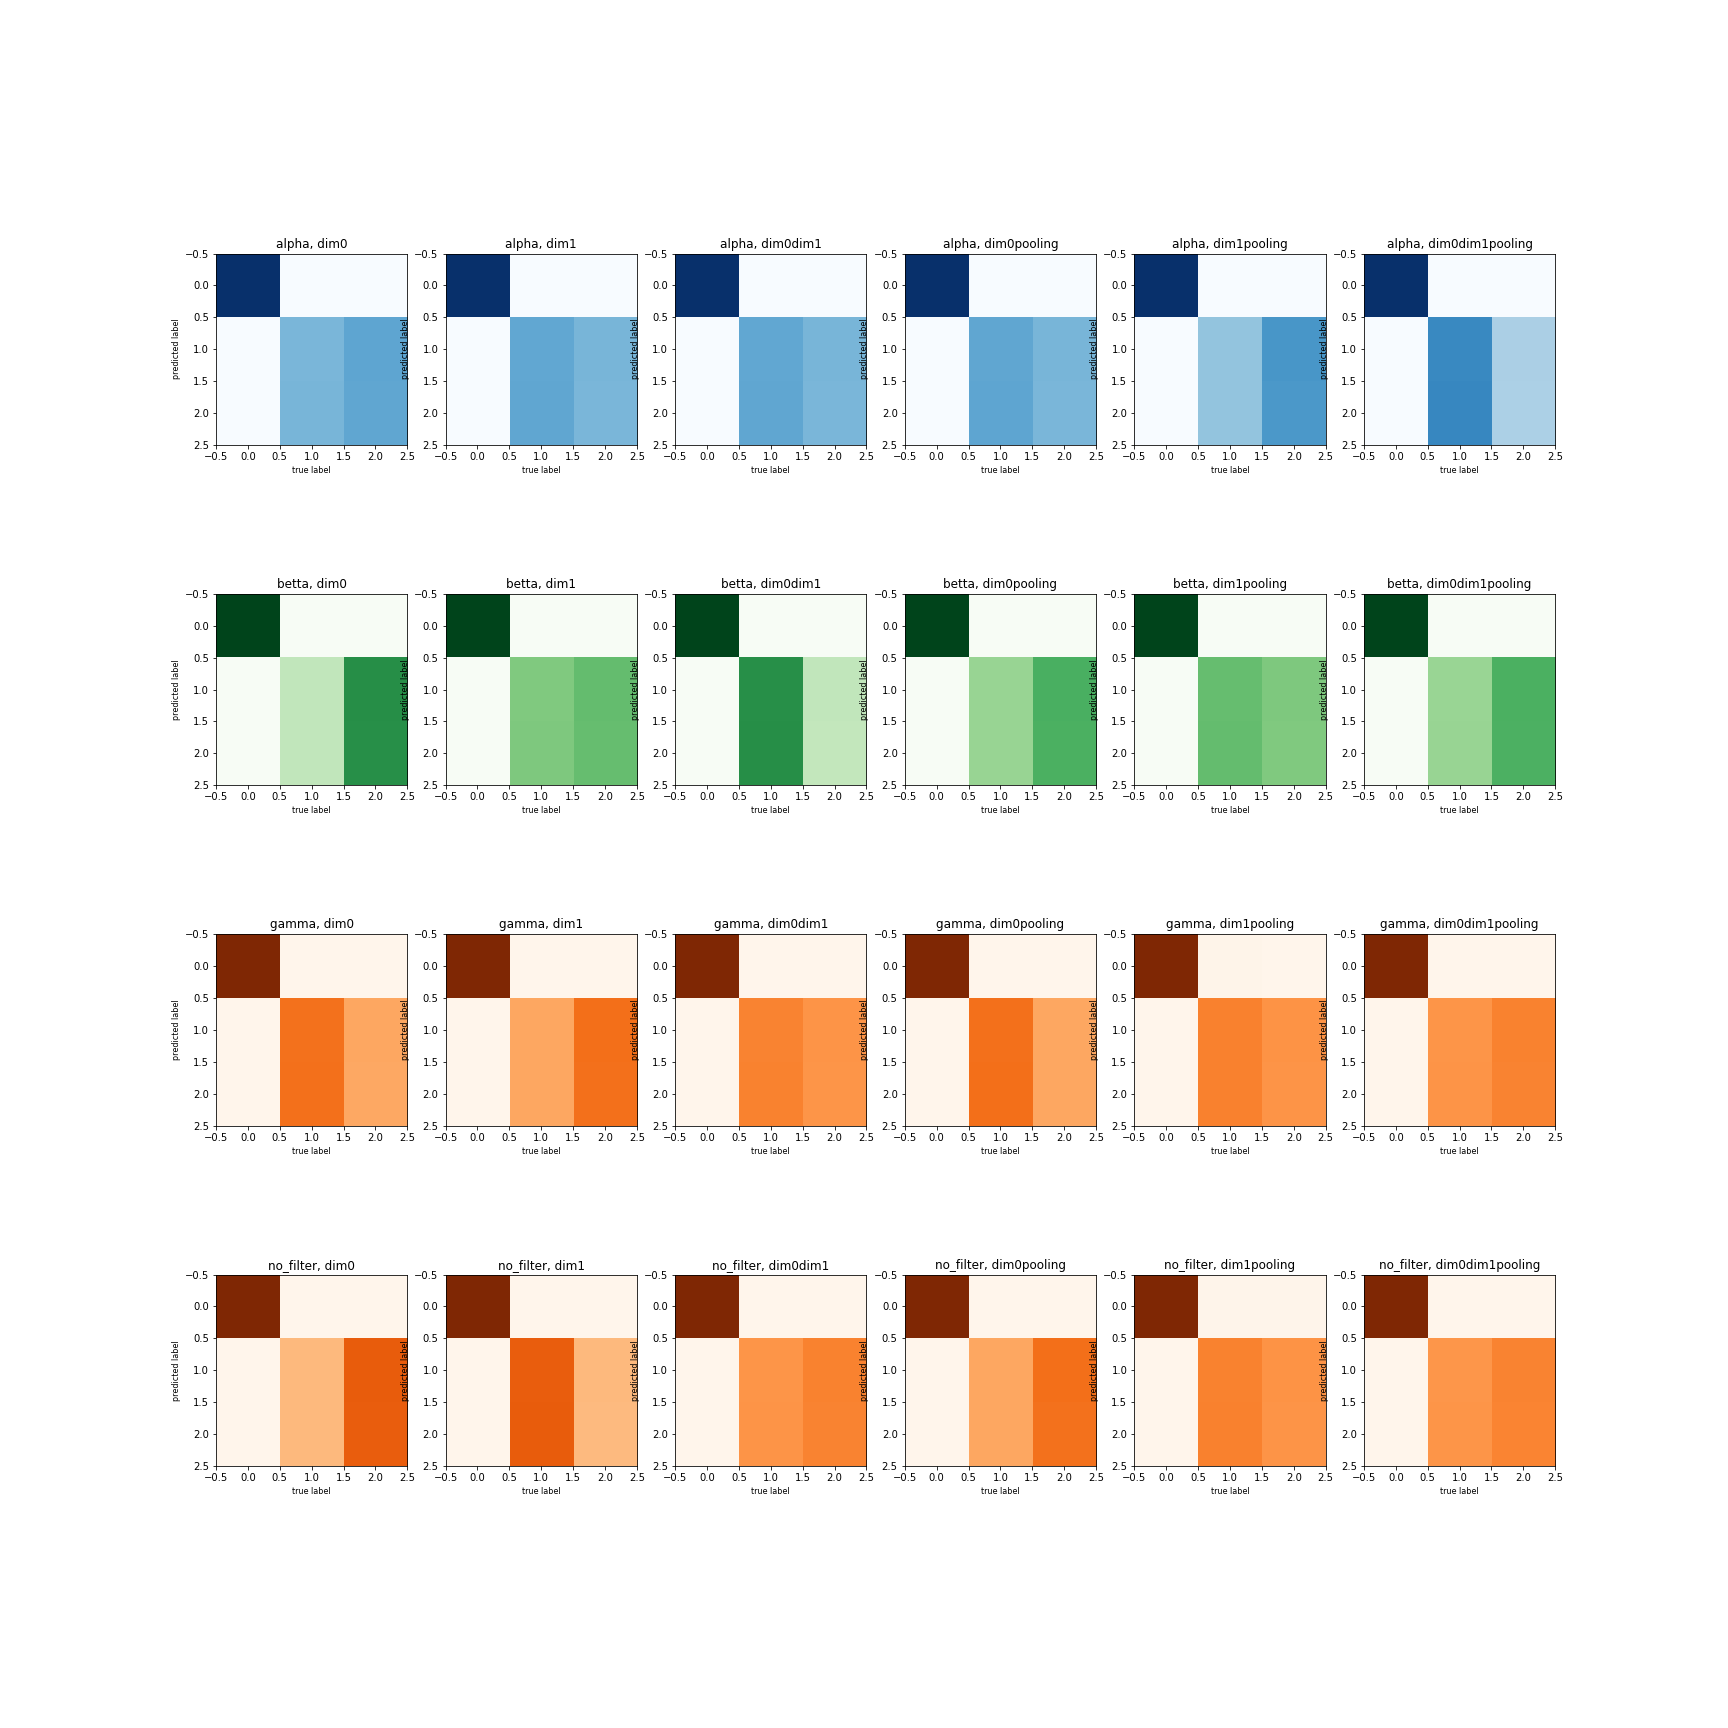 alpha, dim0 alpha, dim1 alpha, dim0dim1 alpha, dim0pooling alpha, dim1pooling alpha, dim0dim1pooling
−0.5 −0.5 −0.5 −0.5 −0.5 −0.5
0.0 0.0 0.0 0.0 0.0 0.0
0.5 0.5 0.5 0.5 0.5 0.5
predicted label predicted label predicted label predicted label predicted label predicted label
1.0 1.0 1.0 1.0 1.0 1.0
1.5 1.5 1.5 1.5 1.5 1.5
2.0 2.0 2.0 2.0 2.0 2.0
2.5 2.5 2.5 2.5 2.5 2.5
−0.5 0.0 0.5 1.0 1.5 2.0 2.5 −0.5 0.0 0.5 1.0 1.5 2.0 2.5 −0.5 0.0 0.5 1.0 1.5 2.0 2.5 −0.5 0.0 0.5 1.0 1.5 2.0 2.5 −0.5 0.0 0.5 1.0 1.5 2.0 2.5 −0.5 0.0 0.5 1.0 1.5 2.0 2.5
true label true label true label true label true label true label
betta, dim0 betta, dim1 betta, dim0dim1 betta, dim0pooling betta, dim1pooling betta, dim0dim1pooling
−0.5 −0.5 −0.5 −0.5 −0.5 −0.5
0.0 0.0 0.0 0.0 0.0 0.0
0.5 0.5 0.5 0.5 0.5 0.5
predicted label predicted label predicted label predicted label predicted label predicted label
1.0 1.0 1.0 1.0 1.0 1.0
1.5 1.5 1.5 1.5 1.5 1.5
2.0 2.0 2.0 2.0 2.0 2.0
2.5 2.5 2.5 2.5 2.5 2.5
−0.5 0.0 0.5 1.0 1.5 2.0 2.5 −0.5 0.0 0.5 1.0 1.5 2.0 2.5 −0.5 0.0 0.5 1.0 1.5 2.0 2.5 −0.5 0.0 0.5 1.0 1.5 2.0 2.5 −0.5 0.0 0.5 1.0 1.5 2.0 2.5 −0.5 0.0 0.5 1.0 1.5 2.0 2.5
true label true label true label true label true label true label
gamma, dim0 gamma, dim1 gamma, dim0dim1 gamma, dim0pooling gamma, dim1pooling gamma, dim0dim1pooling
−0.5 −0.5 −0.5 −0.5 −0.5 −0.5
0.0 0.0 0.0 0.0 0.0 0.0
0.5 0.5 0.5 0.5 0.5 0.5
predicted label predicted label predicted label predicted label predicted label predicted label
1.0 1.0 1.0 1.0 1.0 1.0
1.5 1.5 1.5 1.5 1.5 1.5
2.0 2.0 2.0 2.0 2.0 2.0
2.5 2.5 2.5 2.5 2.5 2.5
−0.5 0.0 0.5 1.0 1.5 2.0 2.5 −0.5 0.0 0.5 1.0 1.5 2.0 2.5 −0.5 0.0 0.5 1.0 1.5 2.0 2.5 −0.5 0.0 0.5 1.0 1.5 2.0 2.5 −0.5 0.0 0.5 1.0 1.5 2.0 2.5 −0.5 0.0 0.5 1.0 1.5 2.0 2.5
true label true label true label true label true label true label
no_filter, dim0 no_filter, dim1 no_filter, dim0dim1 no_filter, dim0pooling no_filter, dim1pooling no_filter, dim0dim1pooling
−0.5 −0.5 −0.5 −0.5 −0.5 −0.5
0.0 0.0 0.0 0.0 0.0 0.0
0.5 0.5 0.5 0.5 0.5 0.5
predicted label predicted label predicted label predicted label predicted label predicted label
1.0 1.0 1.0 1.0 1.0 1.0
1.5 1.5 1.5 1.5 1.5 1.5
2.0 2.0 2.0 2.0 2.0 2.0
2.5 2.5 2.5 2.5 2.5 2.5
−0.5 0.0 0.5 1.0 1.5 2.0 2.5 −0.5 0.0 0.5 1.0 1.5 2.0 2.5 −0.5 0.0 0.5 1.0 1.5 2.0 2.5 −0.5 0.0 0.5 1.0 1.5 2.0 2.5 −0.5 0.0 0.5 1.0 1.5 2.0 2.5 −0.5 0.0 0.5 1.0 1.5 2.0 2.5
true label true label true label true label true label true label